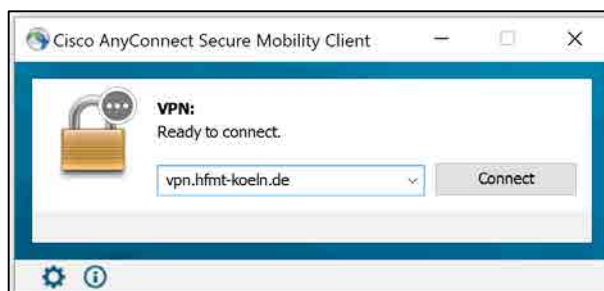 Cisco AnyConnect Secure Mobility Client
VPN:
Ready to connect.
vpn.hfmt-koeln.de
Connect